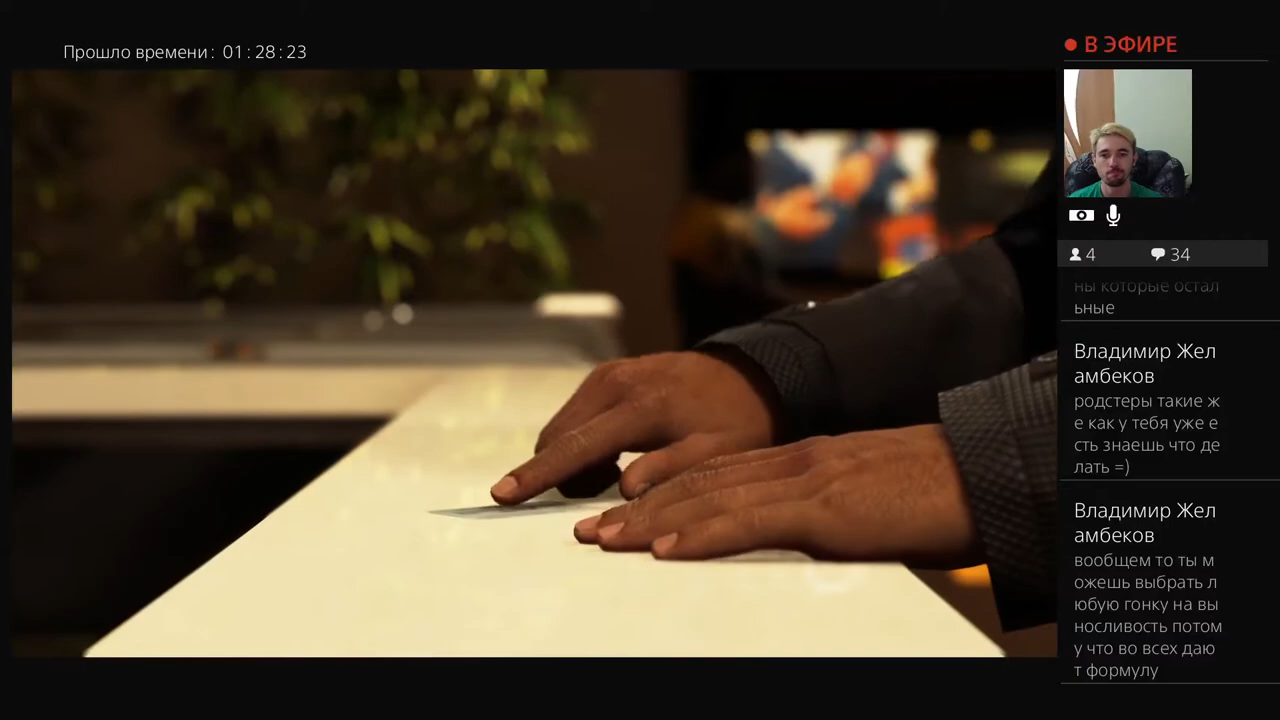 Прошло времени: 01:28:23
В ЭФИРЕ
4 34
ны которые остал
ьные
Владимир Жел
амбеков
родстеры такие ж
е как у тебя уже е
сть знаешь что де
лать =)
Владимир Жел
амбеков
вообщем то ты м
ожешь выбрать л
юбую гонку на вы
носливость потом
у что во всех даю
т формулу